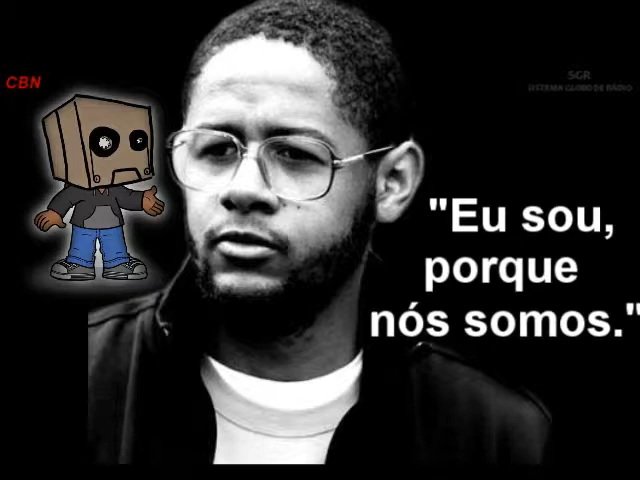 CBN
SGR
SISTEMA GLOBO DE RÁDIO
"Eu sou,
porque
nós somos."